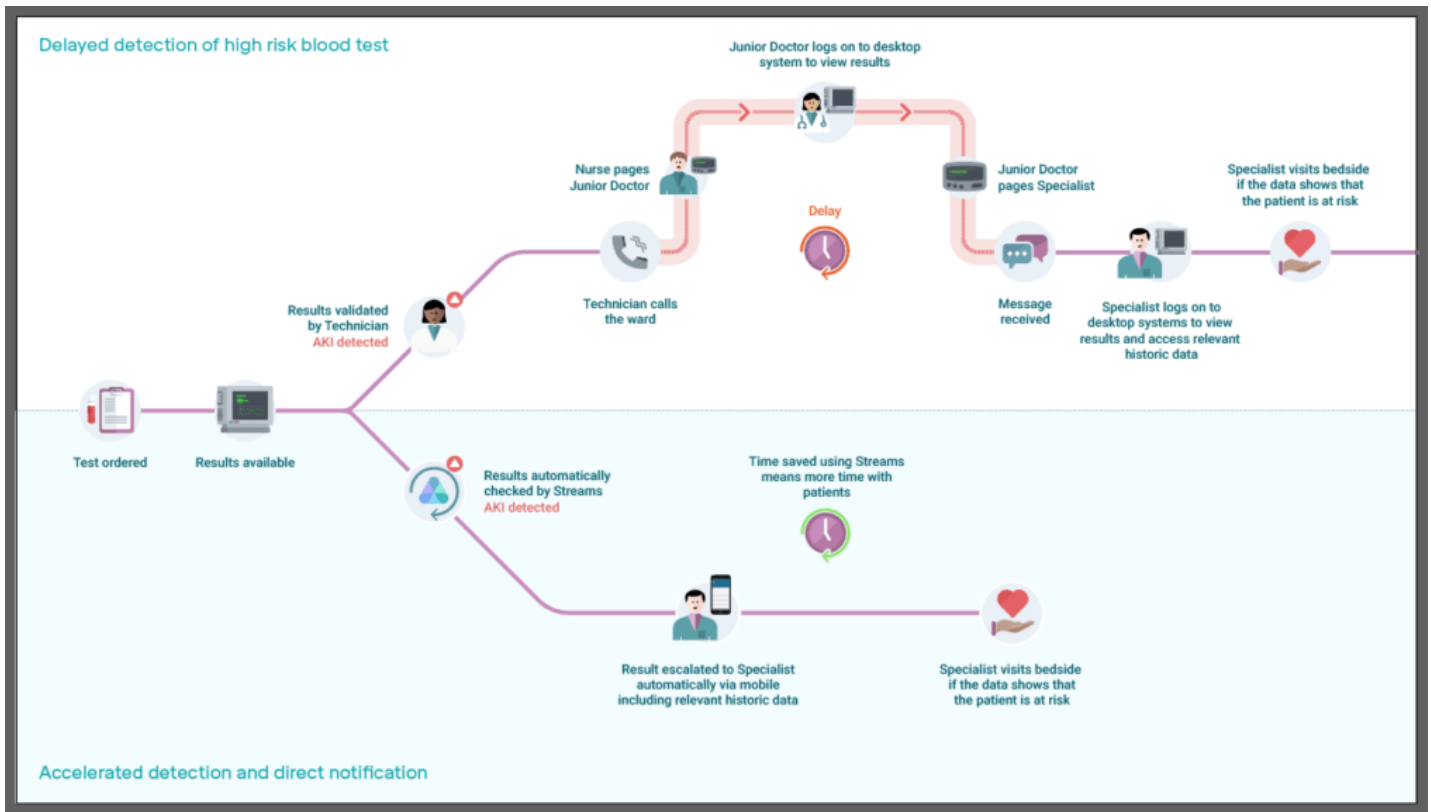 Delayed detection of high risk blood test
Junior Doctor logs on to desktop
system to view results
Nurse pages
Junior Doctor
Junior Doctor
pages Specialist
Specialist visits bedside
if the data shows that
the patient is at risk
Delay
Results validated
by Technician
AKI detected
Technician calls
the ward
Message
received
Specialist logs on to
desktop systems to view
results and access relevant
historic data
Test ordered
Results available
Results automatically
checked by Streams
AKI detected
Time saved using Streams
means more time with
patients
Result escalated to Specialist
automatically via mobile
including relevant historic data
Specialist visits bedside
if the data shows that
the patient is at risk
Accelerated detection and direct notification